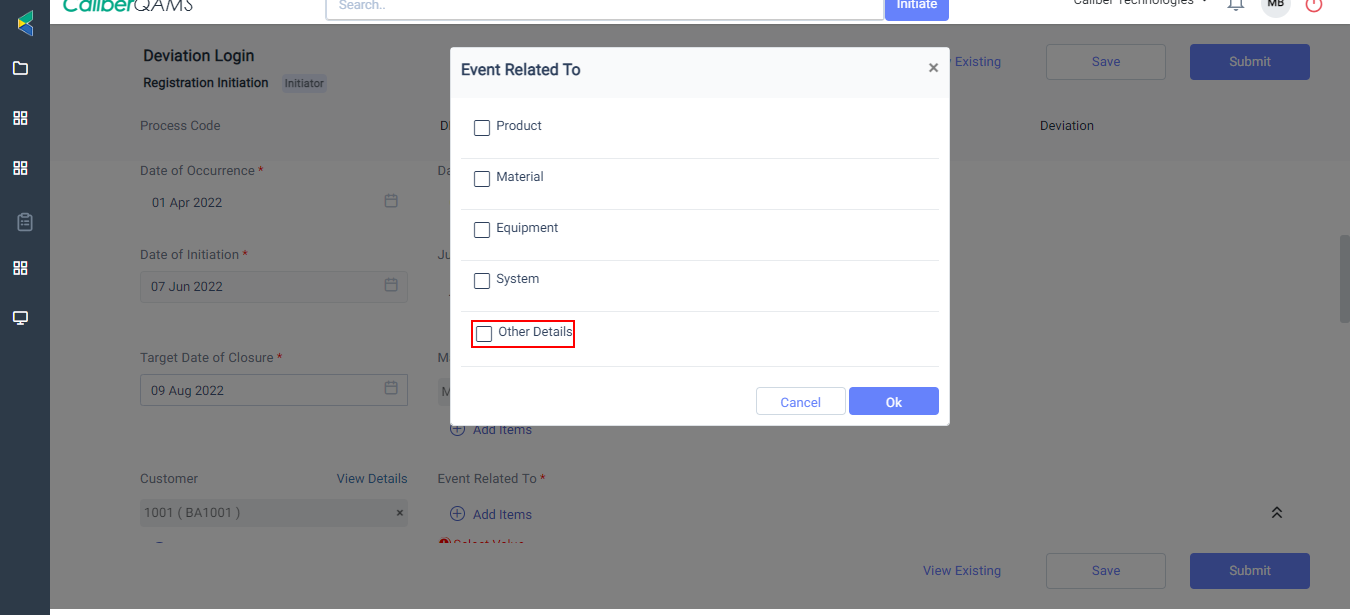 CaliberQAMS
Search..
Initiate
Caliber Technologies
MB
Deviation Login
Registration Initiation
Initiator
Existing
Save
Submit
Event Related To
×
Process Code
Deviation
Product
Material
Equipment
System
Other Details
Cancel
Ok
Date of Occurrence *
01 Apr 2022
Date of Initiation *
07 Jun 2022
Target Date of Closure *
09 Aug 2022
Add Items
Customer
View Details
Event Related To *
1001 ( BA1001 )
×
Add Items
Select Value
View Existing
Save
Submit